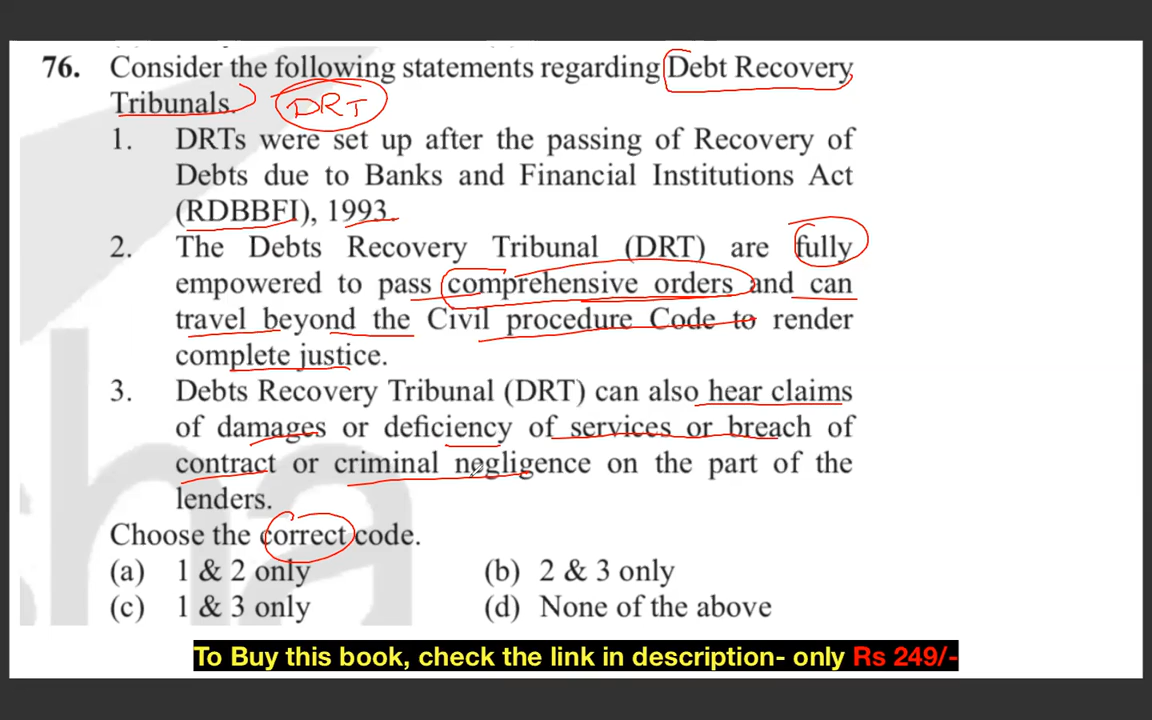 76. Consider the following statements regarding Debt Recovery
Tribunals. DRT
1. DRTs were set up after the passing of Recovery of
Debts due to Banks and Financial Institutions Act
(RDBBFI), 1993.
2. The Debts Recovery Tribunal (DRT) are fully
empowered to pass comprehensive orders and can
travel beyond the Civil procedure Code to render
complete justice.
3. Debts Recovery Tribunal (DRT) can also hear claims
of damages or deficiency of services or breach of
contract or criminal negligence on the part of the
lenders.
Choose the correct code.
(a) 1 & 2 only (b) 2 & 3 only
(c) 1 & 3 only (d) None of the above
To Buy this book, check the link in description- only Rs 249/-